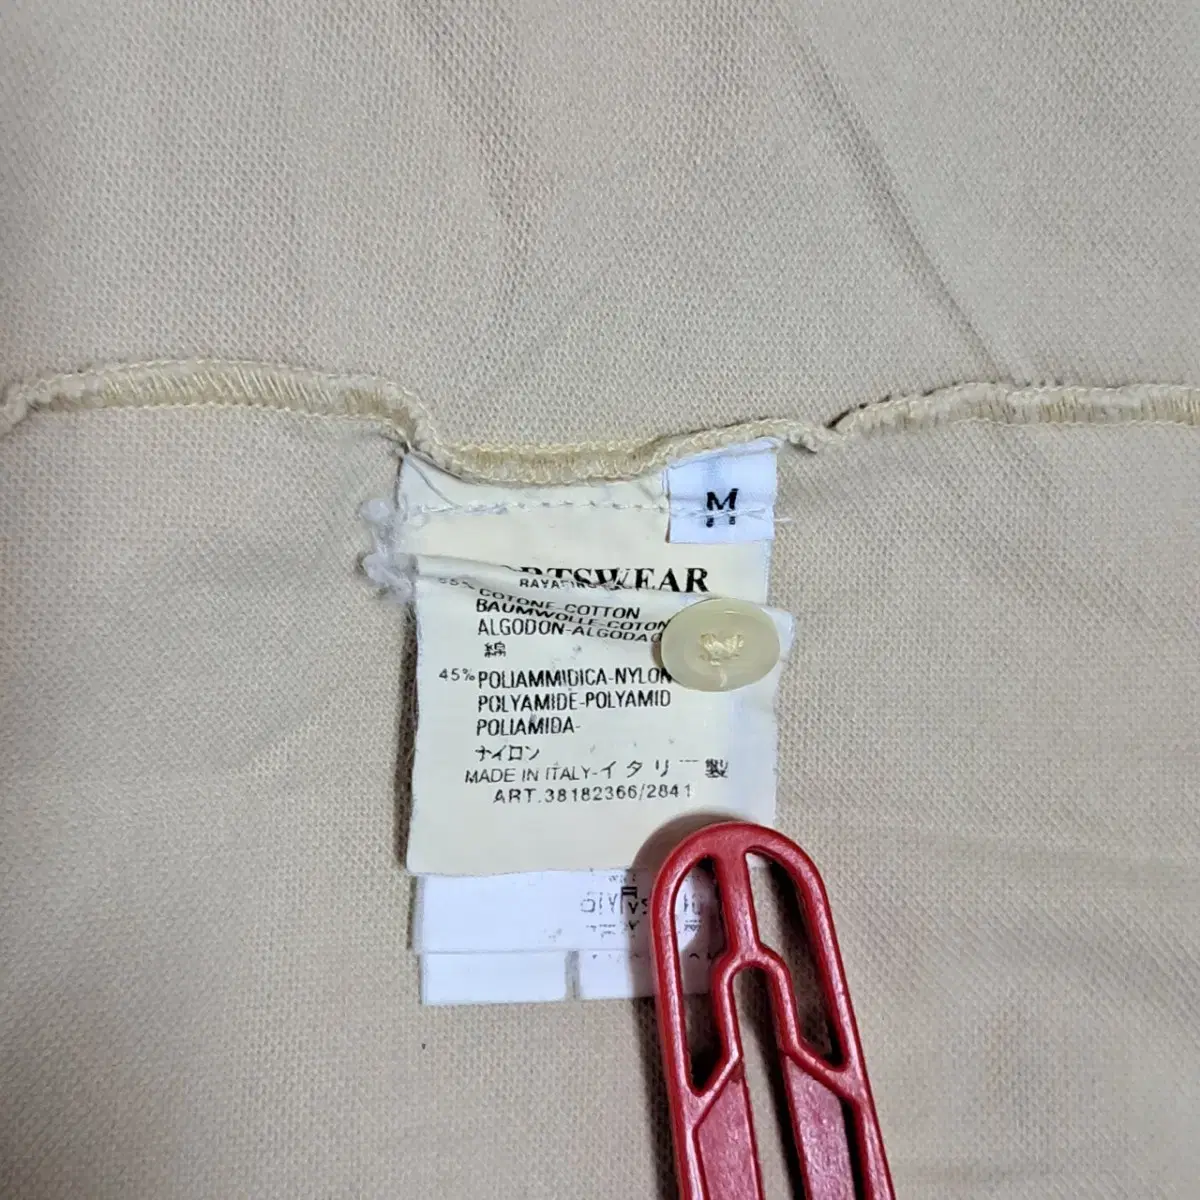 M
RTSWEAR
COTONE-COTTON
BAUMWOLLE-COTON
ALGODON-ALGODAO
綿
45% POLIAMMIDICA-NYLON
POLYAMIDE-POLYAMID
POLIAMIDA-
ナイロン
MADE IN ITALY-イタリー製
ART.38182366/2841